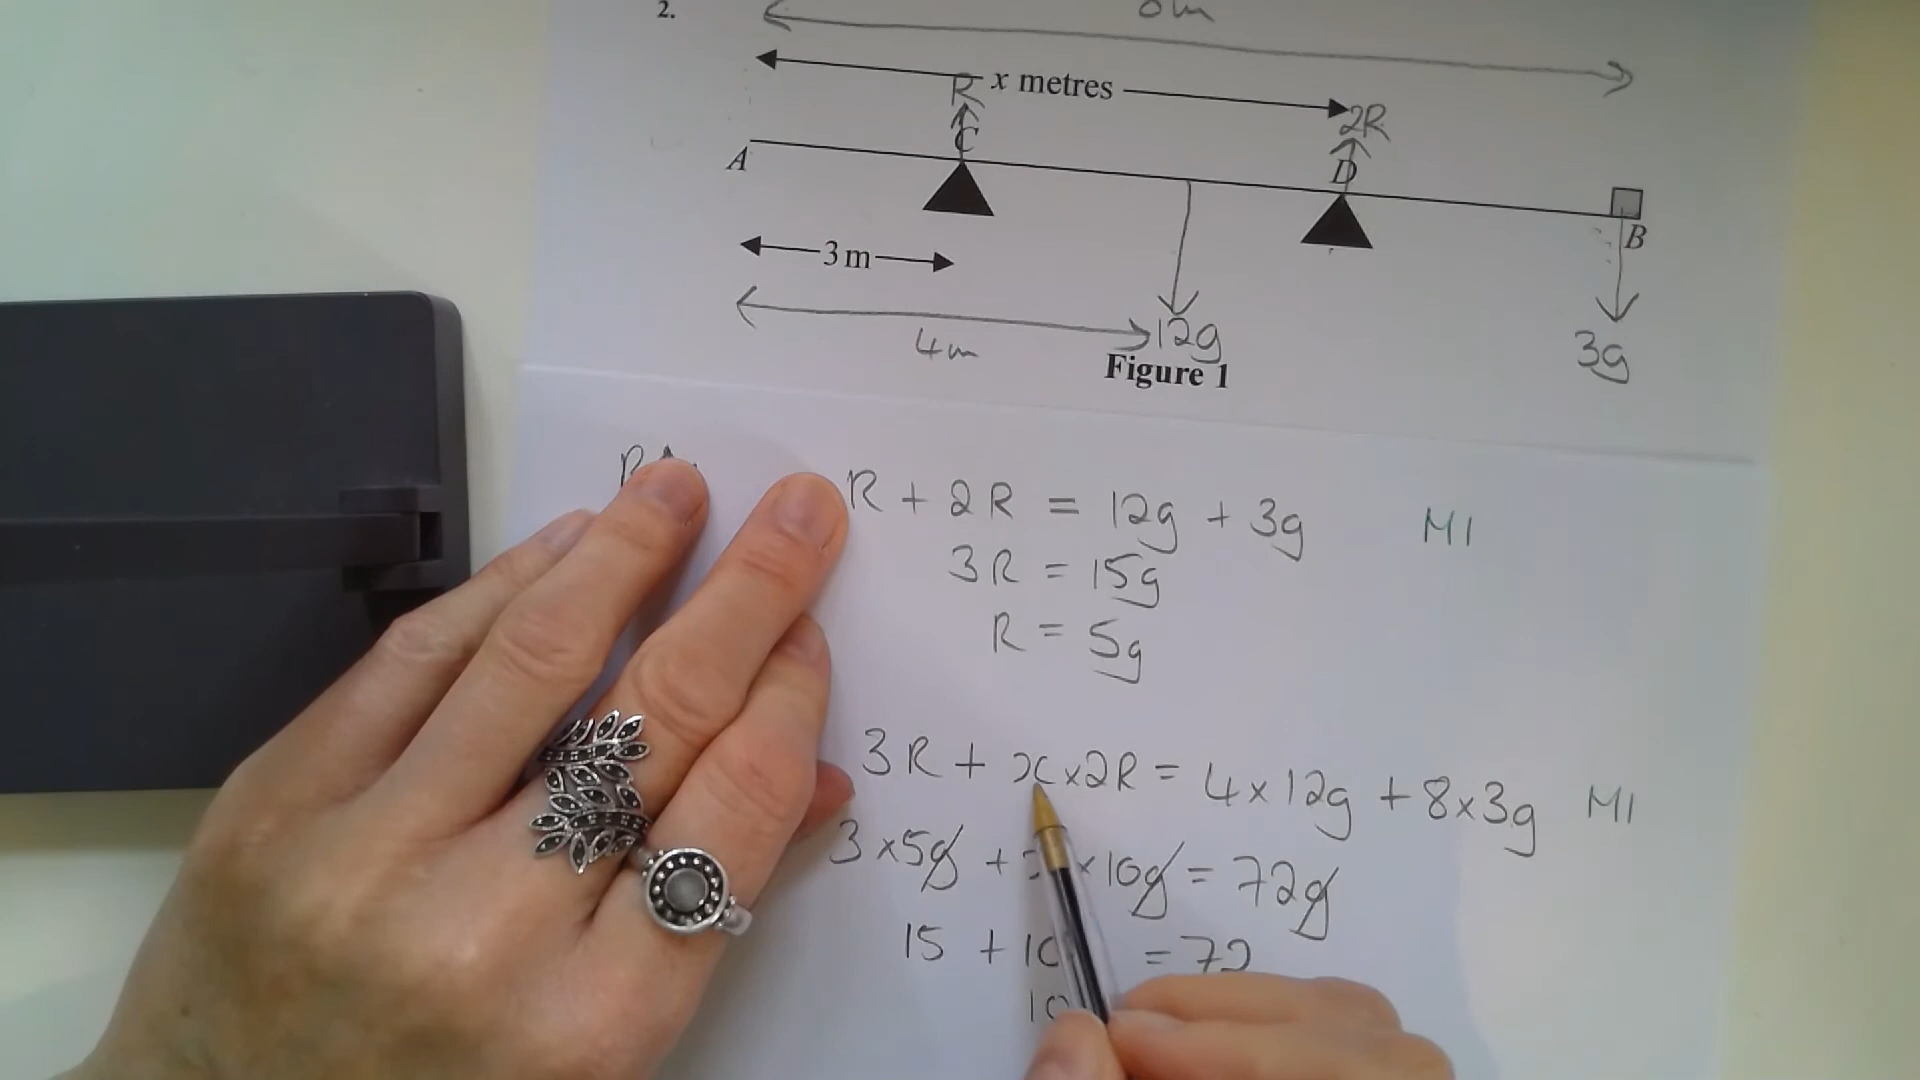 2.
x metres
R
2R
C
D
A
B
3 m
4m
12g
3g
Figure 1
R + 2R = 12g + 3g M1
3R = 15g
R = 5g
3R + x×2R = 4×12g + 8×3g M1
3×5g + ×10g = 72g
15 + = 72